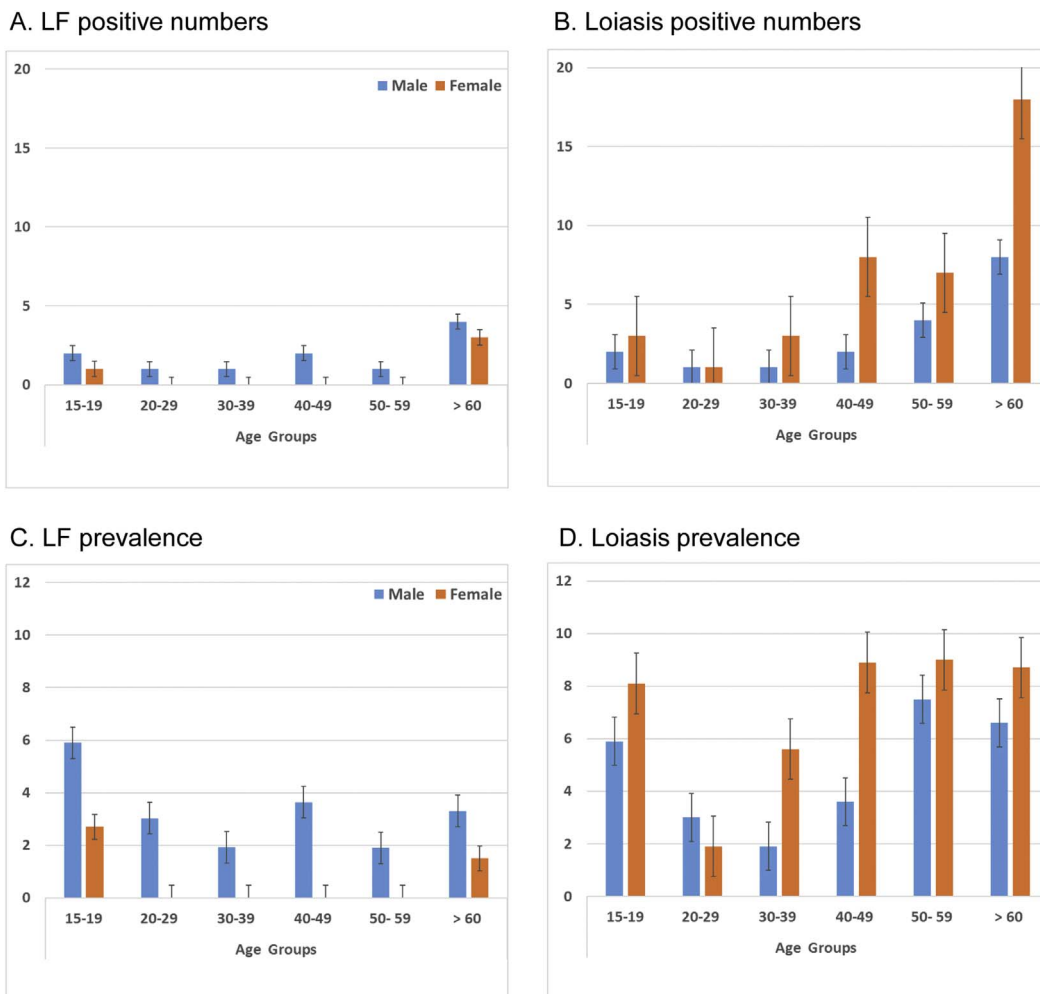 A. LF positive numbers
20
15
10
5
0
Male Female
15-19 20-29 30-39 40-49 50- 59 > 60
Age Groups
B. Loiasis positive numbers
20
15
10
5
0
15-19 20-29 30-39 40-49 50- 59 > 60
Age Groups
C. LF prevalence
12
10
8
6
4
2
0
Male Female
15-19 20-29 30-39 40-49 50- 59 > 60
Age Groups
D. Loiasis prevalence
12
10
8
6
4
2
0
15-19 20-29 30-39 40-49 50- 59 > 60
Age Groups